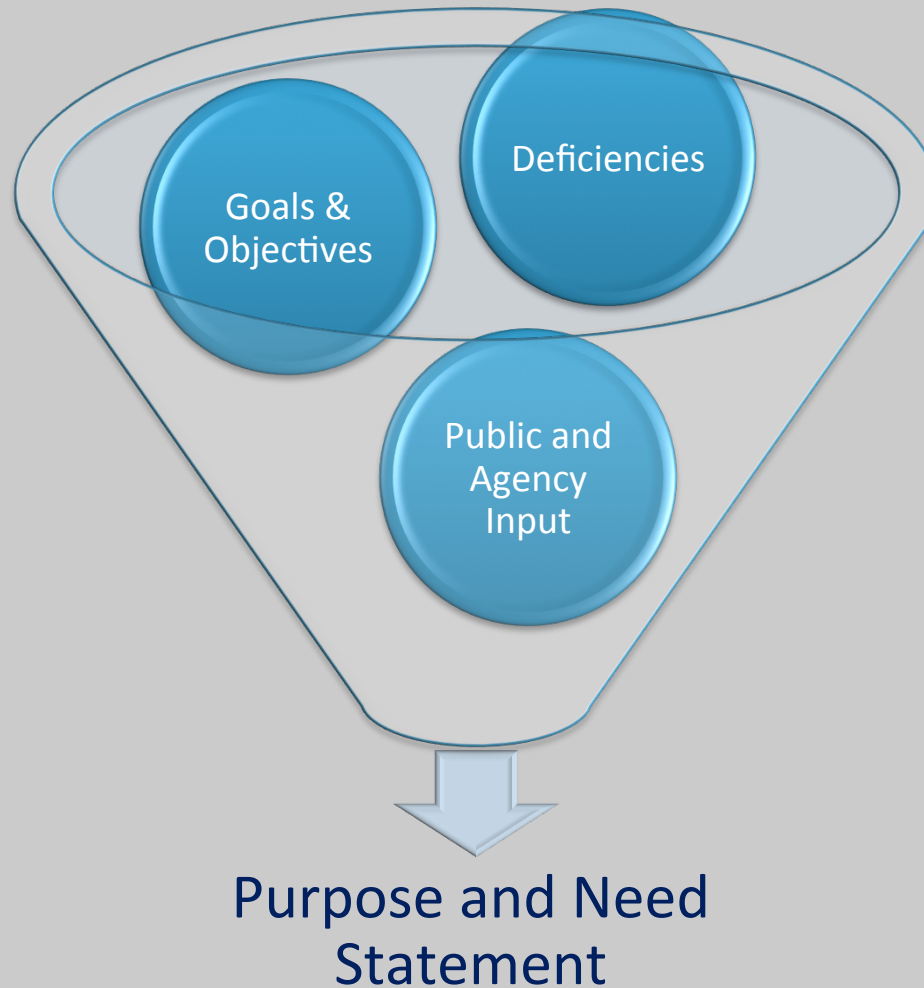 Deficiencies
Goals &
Objectives
Public and
Agency
Input
Purpose and Need
Statement